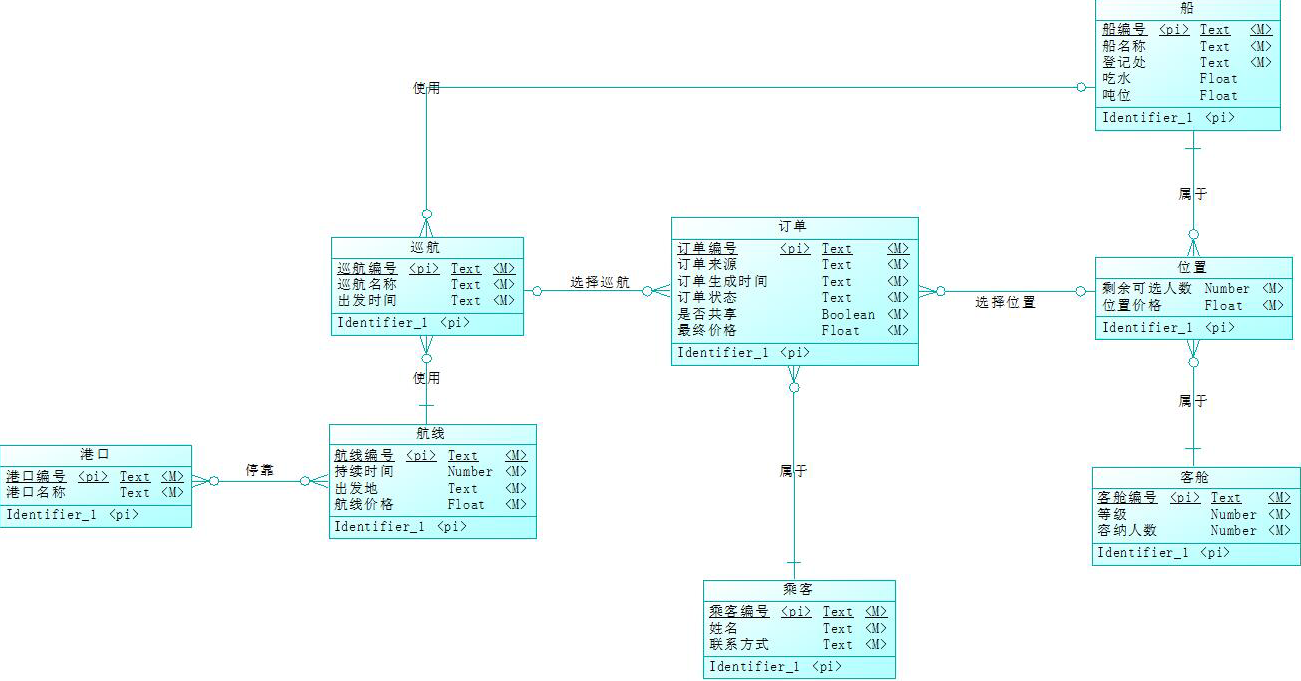 船
船编号 <pi> Text <M>
船名称 Text <M>
登记处 Text <M>
吃水 Float
吨位 Float
Identifier_1 <pi>
使用
属于
巡航
巡航编号 <pi> Text <M>
巡航名称 Text <M>
出发时间 Text <M>
Identifier_1 <pi>
选择巡航
订单
订单编号 <pi> Text <M>
订单来源 Text <M>
订单生成时间 Text <M>
订单状态 Text <M>
是否共享 Boolean <M>
最终价格 Float <M>
Identifier_1 <pi>
选择位置
位置
剩余可选人数 Number <M>
位置价格 Float <M>
Identifier_1 <pi>
使用
属于
港口
港口编号 <pi> Text <M>
港口名称 Text <M>
Identifier_1 <pi>
停靠
航线
航线编号 <pi> Text <M>
持续时间 Number <M>
出发地 Text <M>
航线价格 Float <M>
Identifier_1 <pi>
属于
客舱
客舱编号 <pi> Text <M>
等级 Number <M>
容纳人数 Number <M>
Identifier_1 <pi>
乘客
乘客编号 <pi> Text <M>
姓名 Text <M>
联系方式 Text <M>
Identifier_1 <pi>